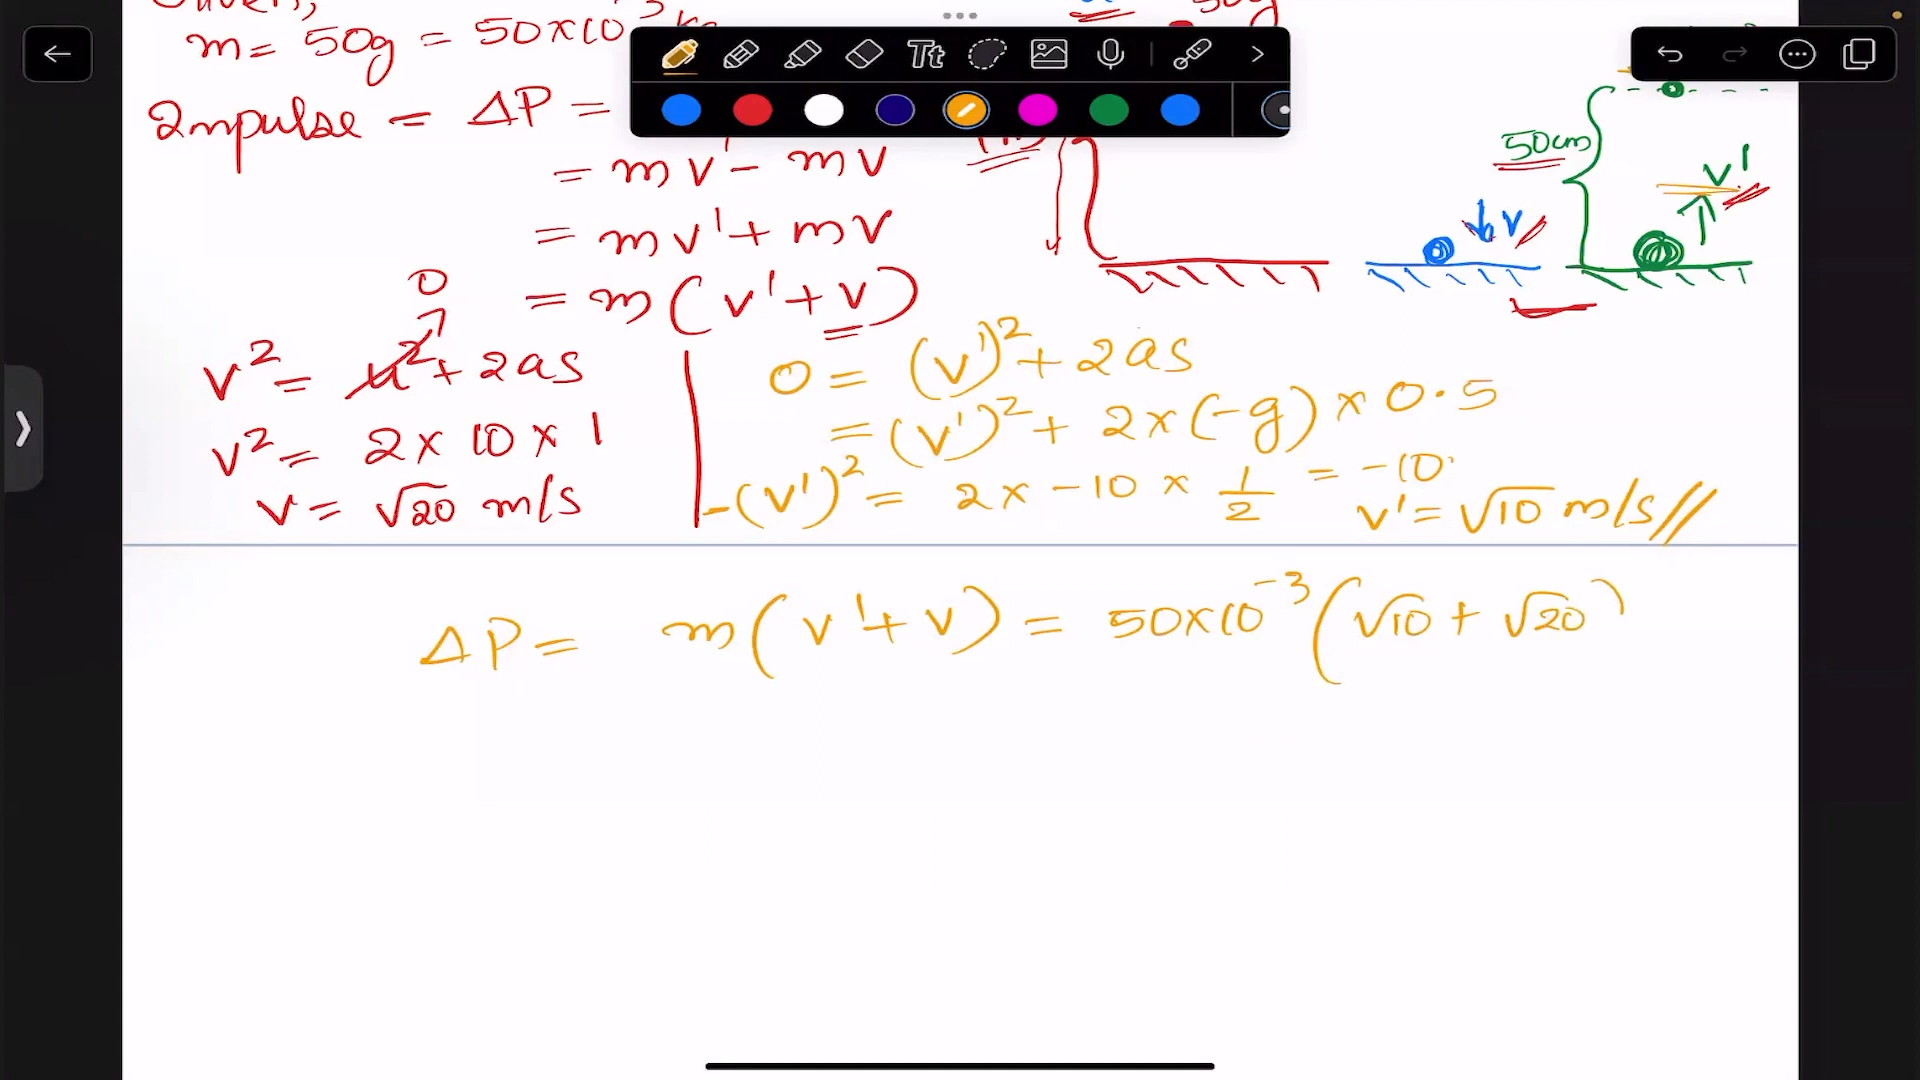 m = 50g = 50×10
Impulse = ΔP =
= mv' - mv
= mv' + mv
= m(v' + v)
0
v² = u² + 2as
v² = 2 × 10 × 1
v = √20 m/s
Tt
50cm
v
v'
0 = (v')² + 2as
= (v')² + 2×(-g) × 0.5
-(v')² = 2 × -10 × 1/2 = -10
v' = √10 m/s//
ΔP = m(v' + v) = 50×10⁻³(√10 + √20)